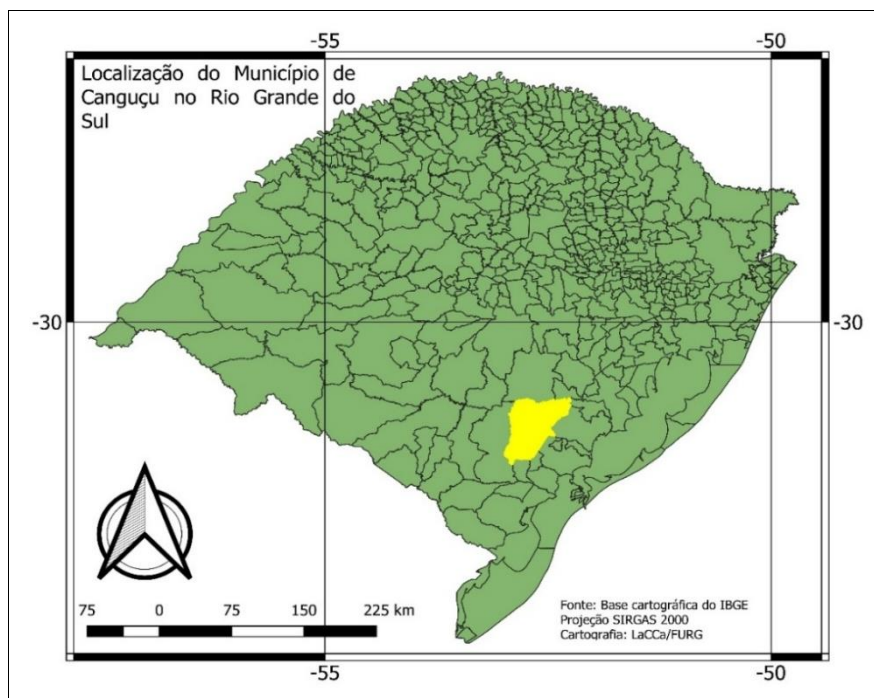 -55
-50
Localização do Município de
Canguçu no Rio Grande do
Sul
-30
-30
75 0 75 150 225 km
Fonte: Base cartográfica do IBGE
Projeção SIRGAS 2000
Cartografia: LaCCa/FURG
-55
-50